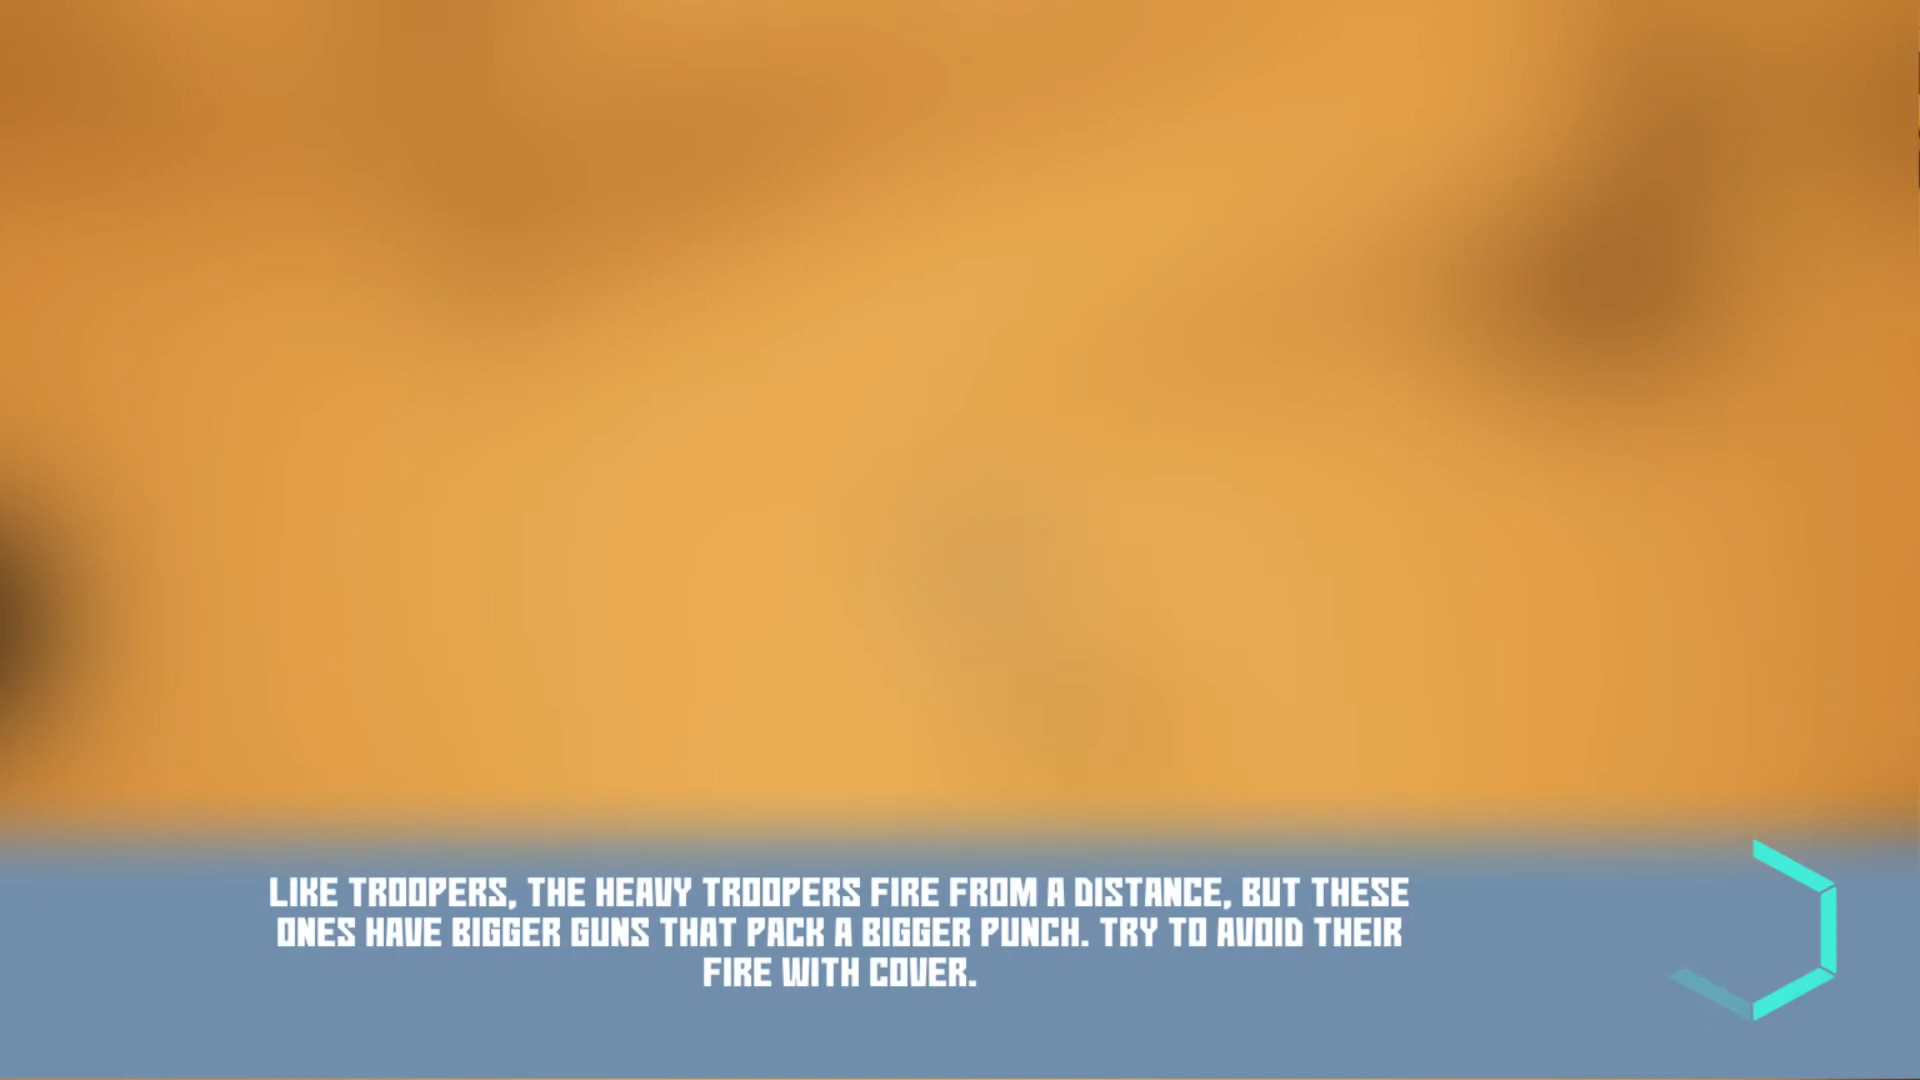 LIKE TROOPERS, THE HEAVY TROOPERS FIRE FROM A DISTANCE, BUT THESE
ONES HAVE BIGGER GUNS THAT PACK A BIGGER PUNCH. TRY TO AVOID THEIR
FIRE WITH COVER.